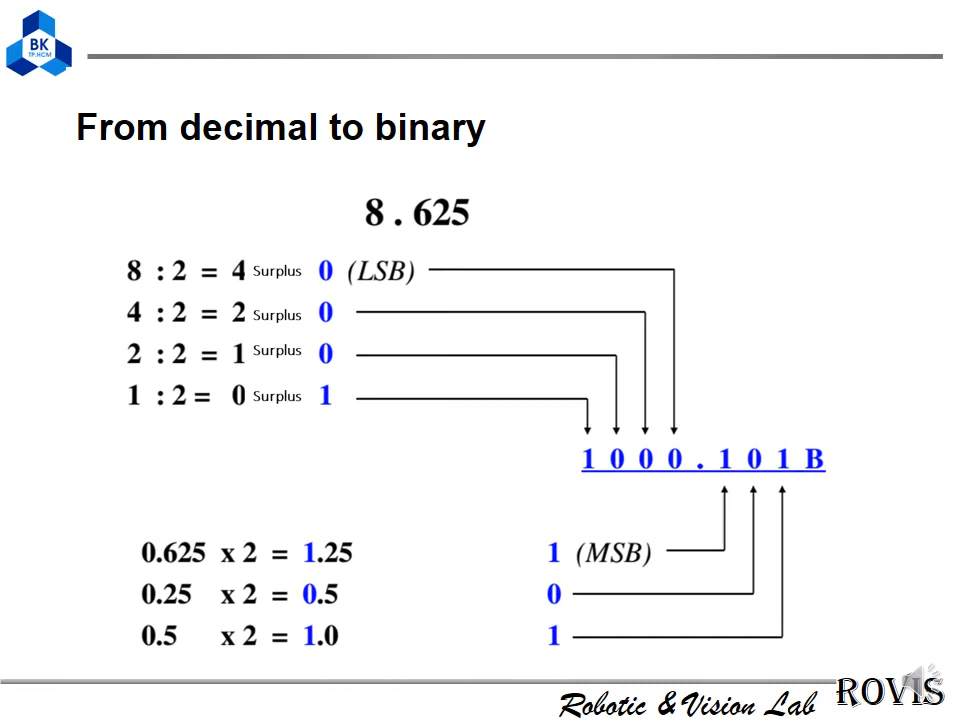 BK
TP.HCM
From decimal to binary
8 . 625
8 : 2 = 4 Surplus 0 (LSB)
4 : 2 = 2 Surplus 0
2 : 2 = 1 Surplus 0
1 : 2 = 0 Surplus 1
1 0 0 0 . 1 0 1 B
0.625 x 2 = 1.25 1 (MSB)
0.25 x 2 = 0.5 0
0.5 x 2 = 1.0 1
Robotic & Vision Lab ROVIS